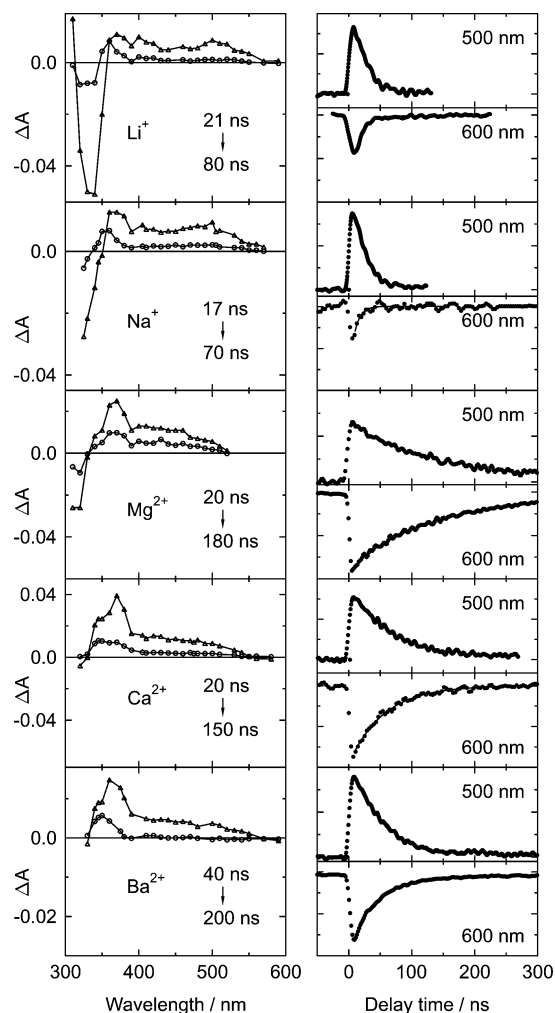 0.0
ΔA
-0.04
Li⁺
21 ns
80 ns
500 nm
600 nm
0.0
ΔA
-0.04
Na⁺
17 ns
70 ns
500 nm
600 nm
0.0
ΔA
-0.04
Mg²⁺
20 ns
180 ns
500 nm
600 nm
0.04
0.0
ΔA
-0.04
Ca²⁺
20 ns
150 ns
500 nm
600 nm
0.0
ΔA
-0.02
Ba²⁺
40 ns
200 ns
500 nm
600 nm
300 400 500 600
0 100 200 300
Wavelength / nm
Delay time / ns